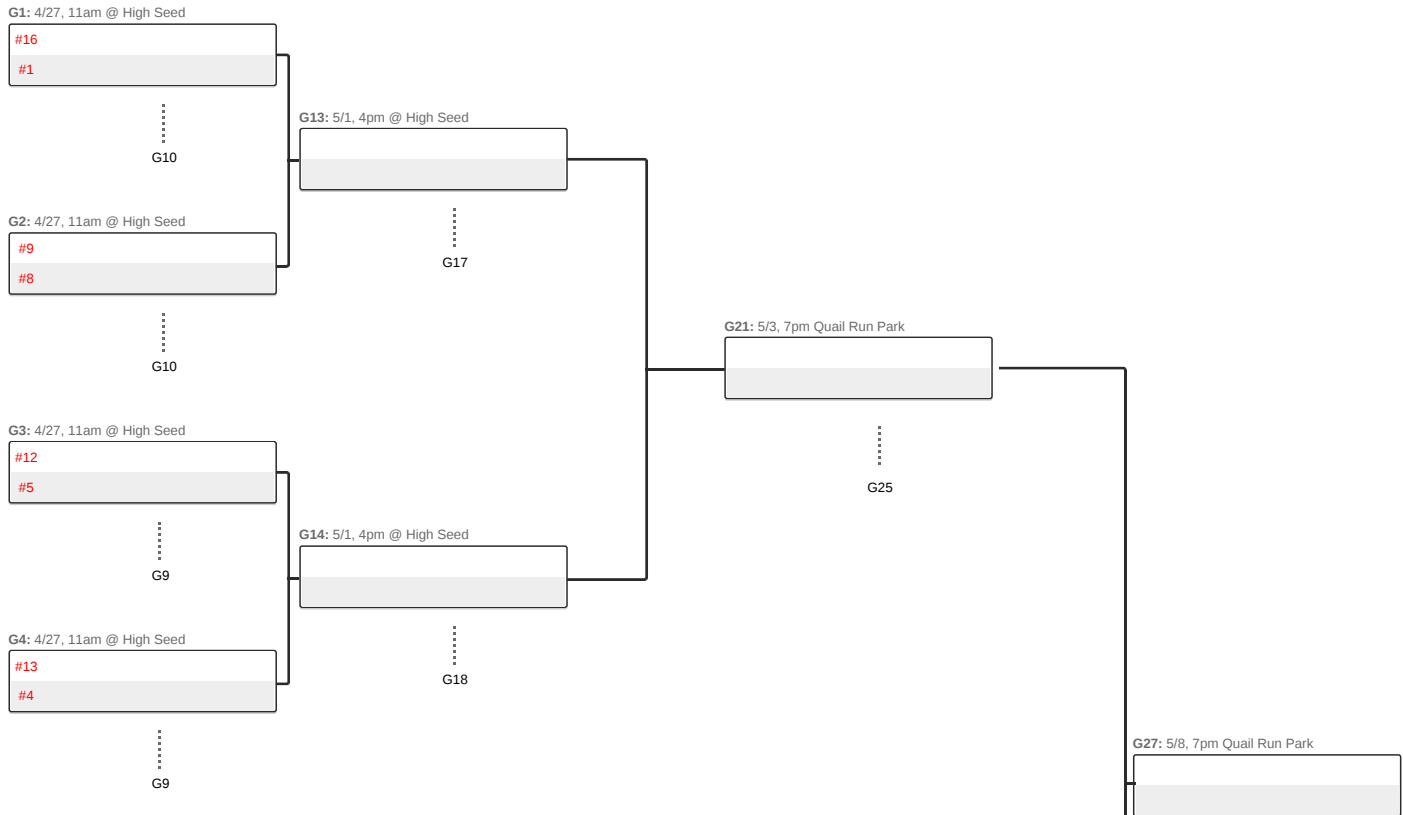 G1: 4/27, 11am @ High Seed
#16
#1
G10
G13: 5/1, 4pm @ High Seed
G2: 4/27, 11am @ High Seed
#9
#8
G17
G10
G21: 5/3, 7pm Quail Run Park
G3: 4/27, 11am @ High Seed
#12
#5
G25
G14: 5/1, 4pm @ High Seed
G9
G4: 4/27, 11am @ High Seed
#13
#4
G18
G27: 5/8, 7pm Quail Run Park
G9